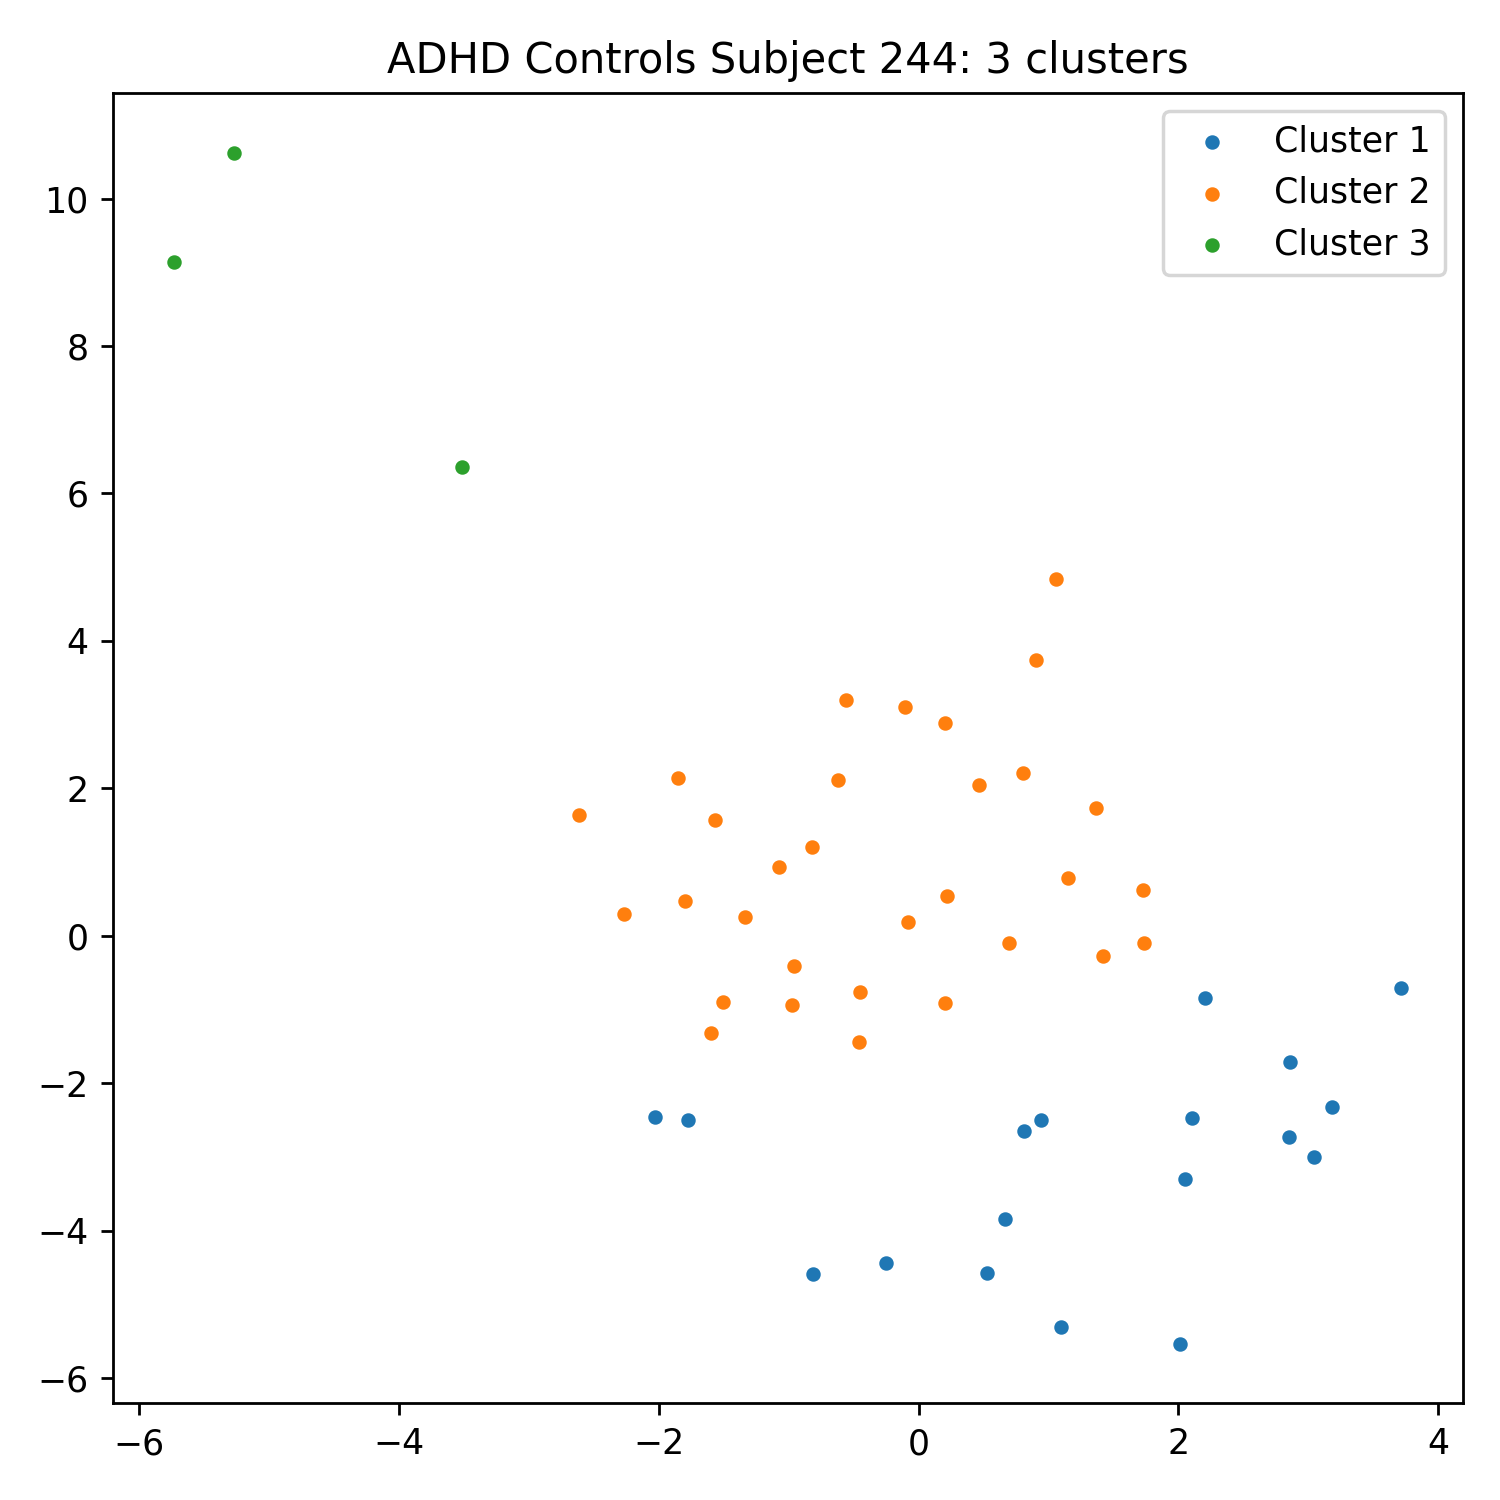 ADHD Controls Subject 244: 3 clusters
Cluster 1
Cluster 2
Cluster 3
10
8
6
4
2
0
−2
−4
−6
−6 −4 −2 0 2 4